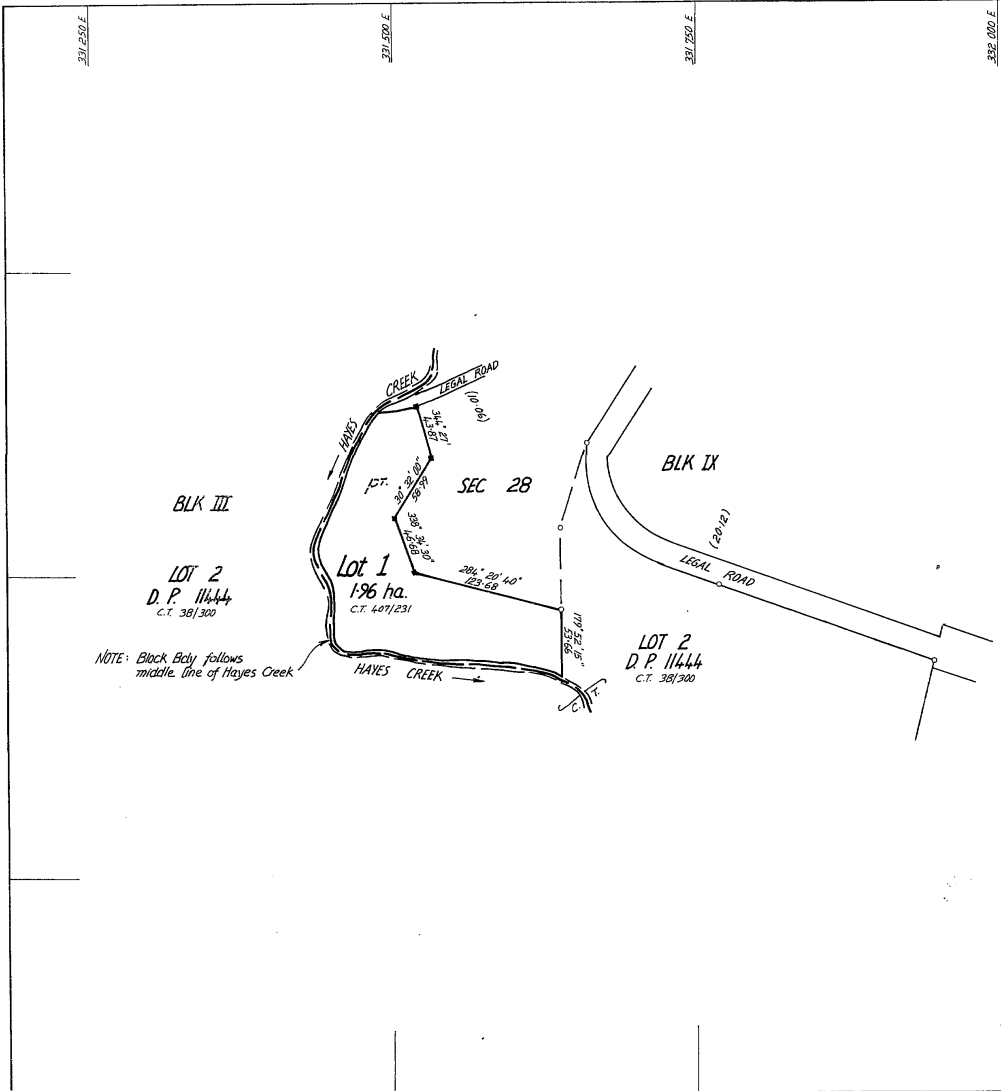 331 250 E
331 500 E
331 750 E
332 000 E
CREEK
LEGAL ROAD
(10·06)
HAYES
344° 27'
43·87
BLK IX
pt.
30° 32' 00"
58·99
SEC 28
BLK III
338° 34' 30"
46·68
(20·12)
LEGAL ROAD
LOT 2
D. P. 11444
C.T. 38/300
Lot 1
1·96 ha.
C.T. 407/231
284° 20' 40"
123·68
179° 52' 15"
53·66
LOT 2
D. P. 11444
C.T. 38/300
NOTE: Block Bdy follows
middle line of Hayes Creek
HAYES CREEK
C. T.